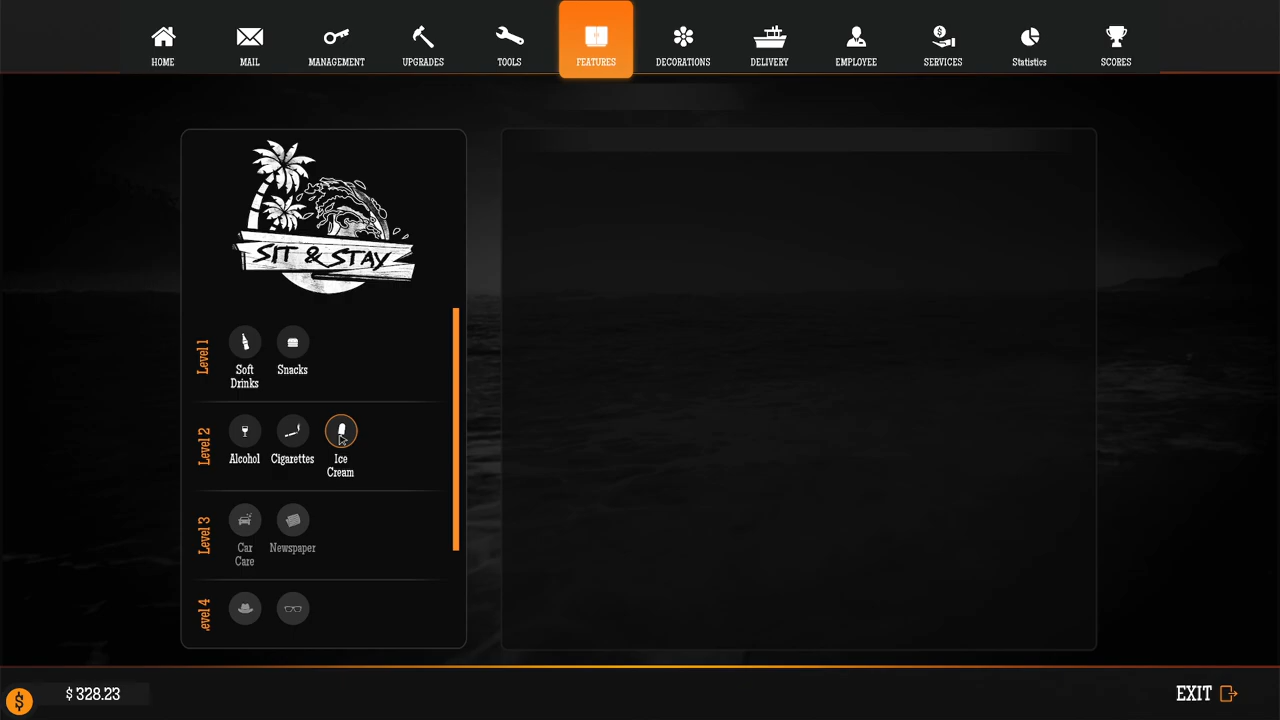 HOME MAIL MANAGEMENT UPGRADES TOOLS FEATURES DECORATIONS DELIVERY EMPLOYEE SERVICES Statistics SCORES
SIT & STAY
Level 1
Soft Drinks
Snacks
Level 2
Alcohol
Cigarettes
Ice Cream
Level 3
Car Care
Newspaper
evel 4
$ 328.23
EXIT